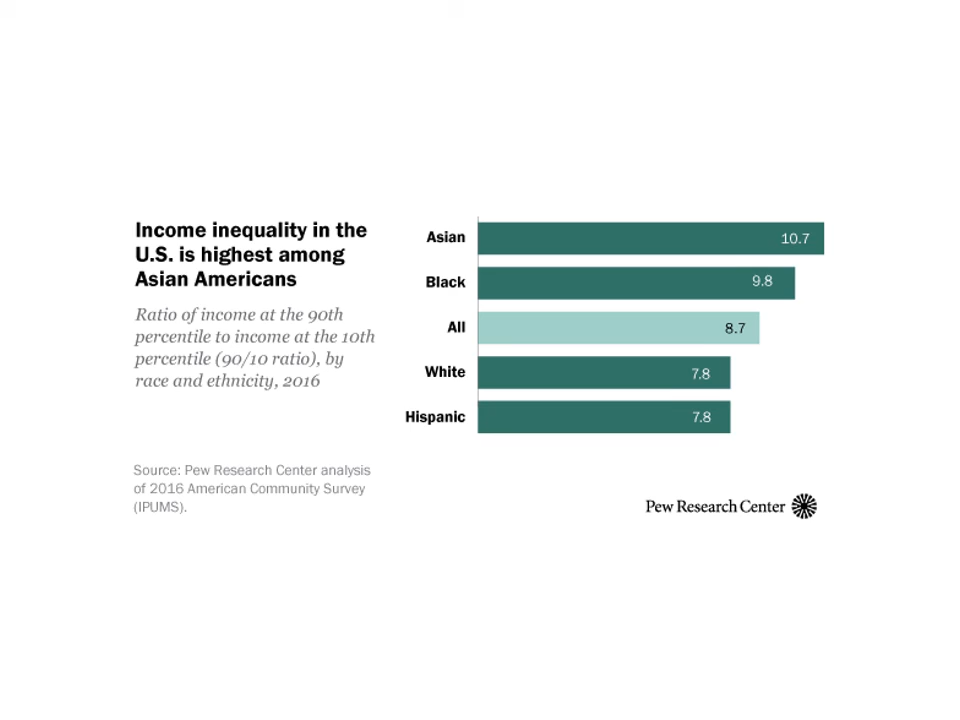 Income inequality in the
U.S. is highest among
Asian Americans
Ratio of income at the 90th
percentile to income at the 10th
percentile (90/10 ratio), by
race and ethnicity, 2016
Asian 10.7
Black 9.8
All 8.7
White 7.8
Hispanic 7.8
Source: Pew Research Center analysis
of 2016 American Community Survey
(IPUMS).
Pew Research Center